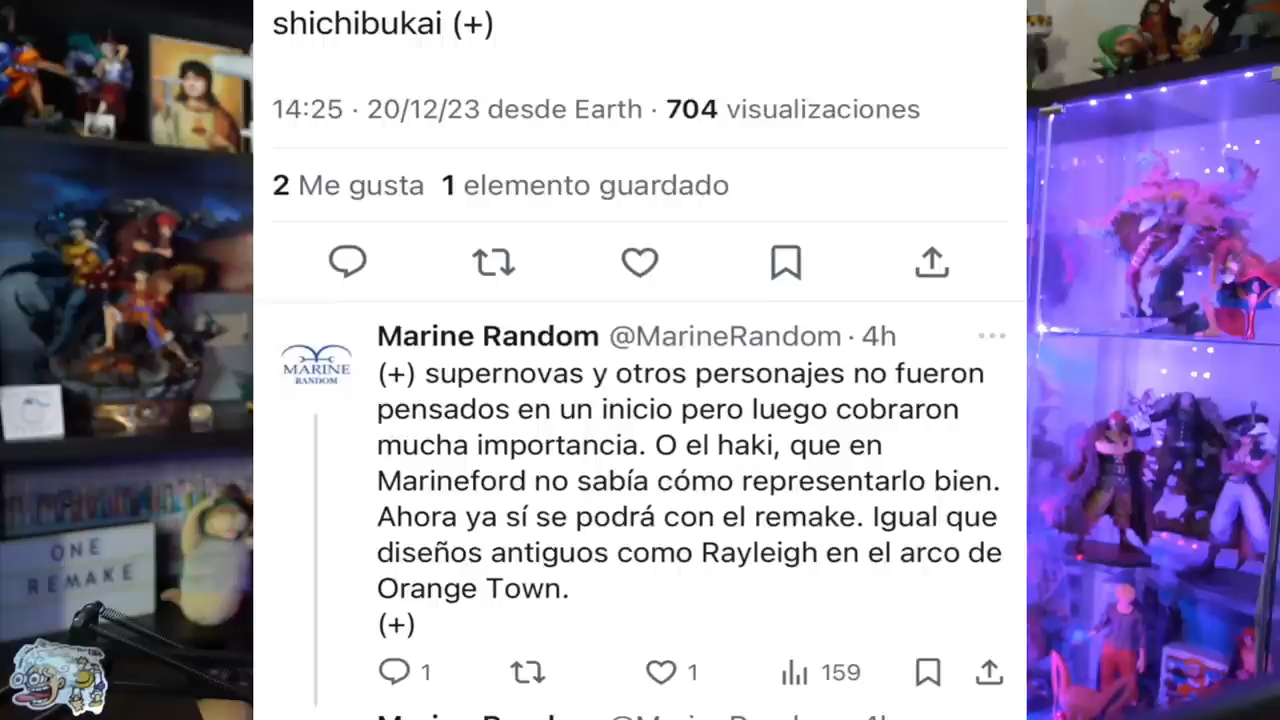 shichibukai (+)
14:25 · 20/12/23 desde Earth · 704 visualizaciones
2 Me gusta 1 elemento guardado
Marine Random @MarineRandom · 4h
MARINE
RANDOM
(+) supernovas y otros personajes no fueron
pensados en un inicio pero luego cobraron
mucha importancia. O el haki, que en
Marineford no sabía cómo representarlo bien.
Ahora ya sí se podrá con el remake. Igual que
diseños antiguos como Rayleigh en el arco de
Orange Town.
(+)
1 1 159
ONE
REMAKE